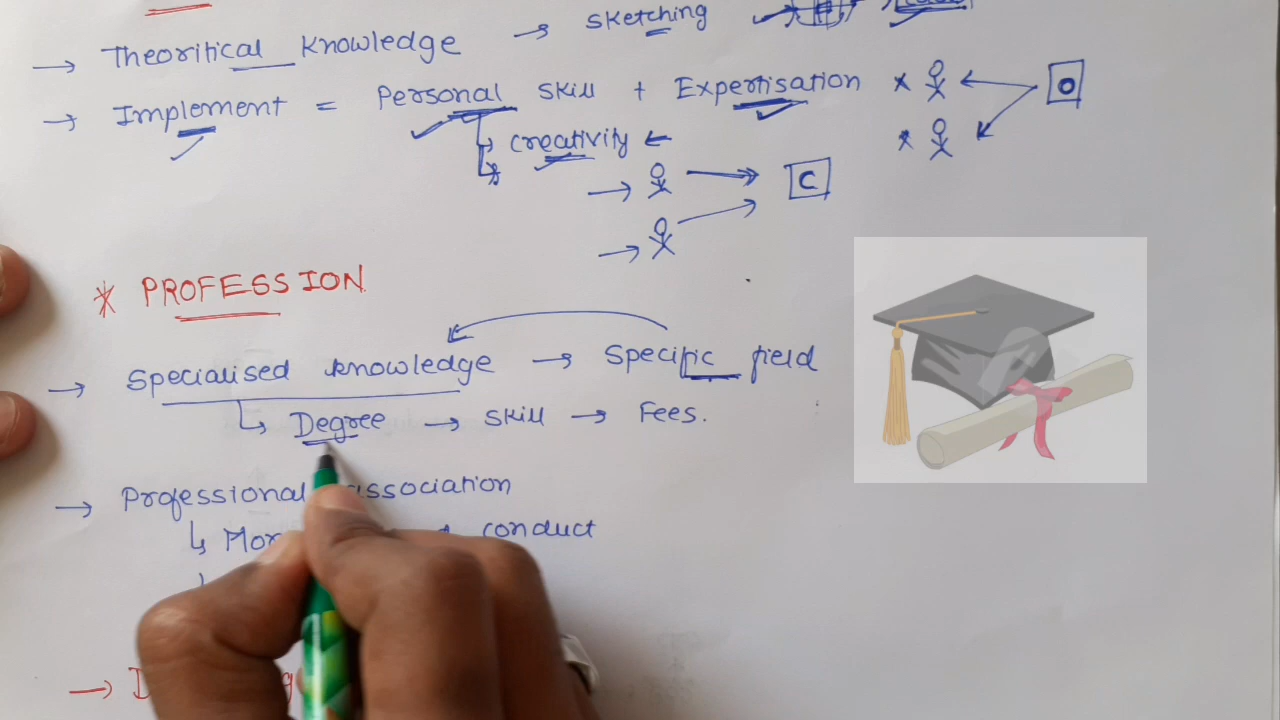 → Theoritical knowledge → Sketching
→ Implement = Personal Skill + Expertisation
creativity ←
O
C
* PROFESSION
→ Specialised knowledge → Specific field
Degree → Skill → Fees.
→ Professional association
conduct
→